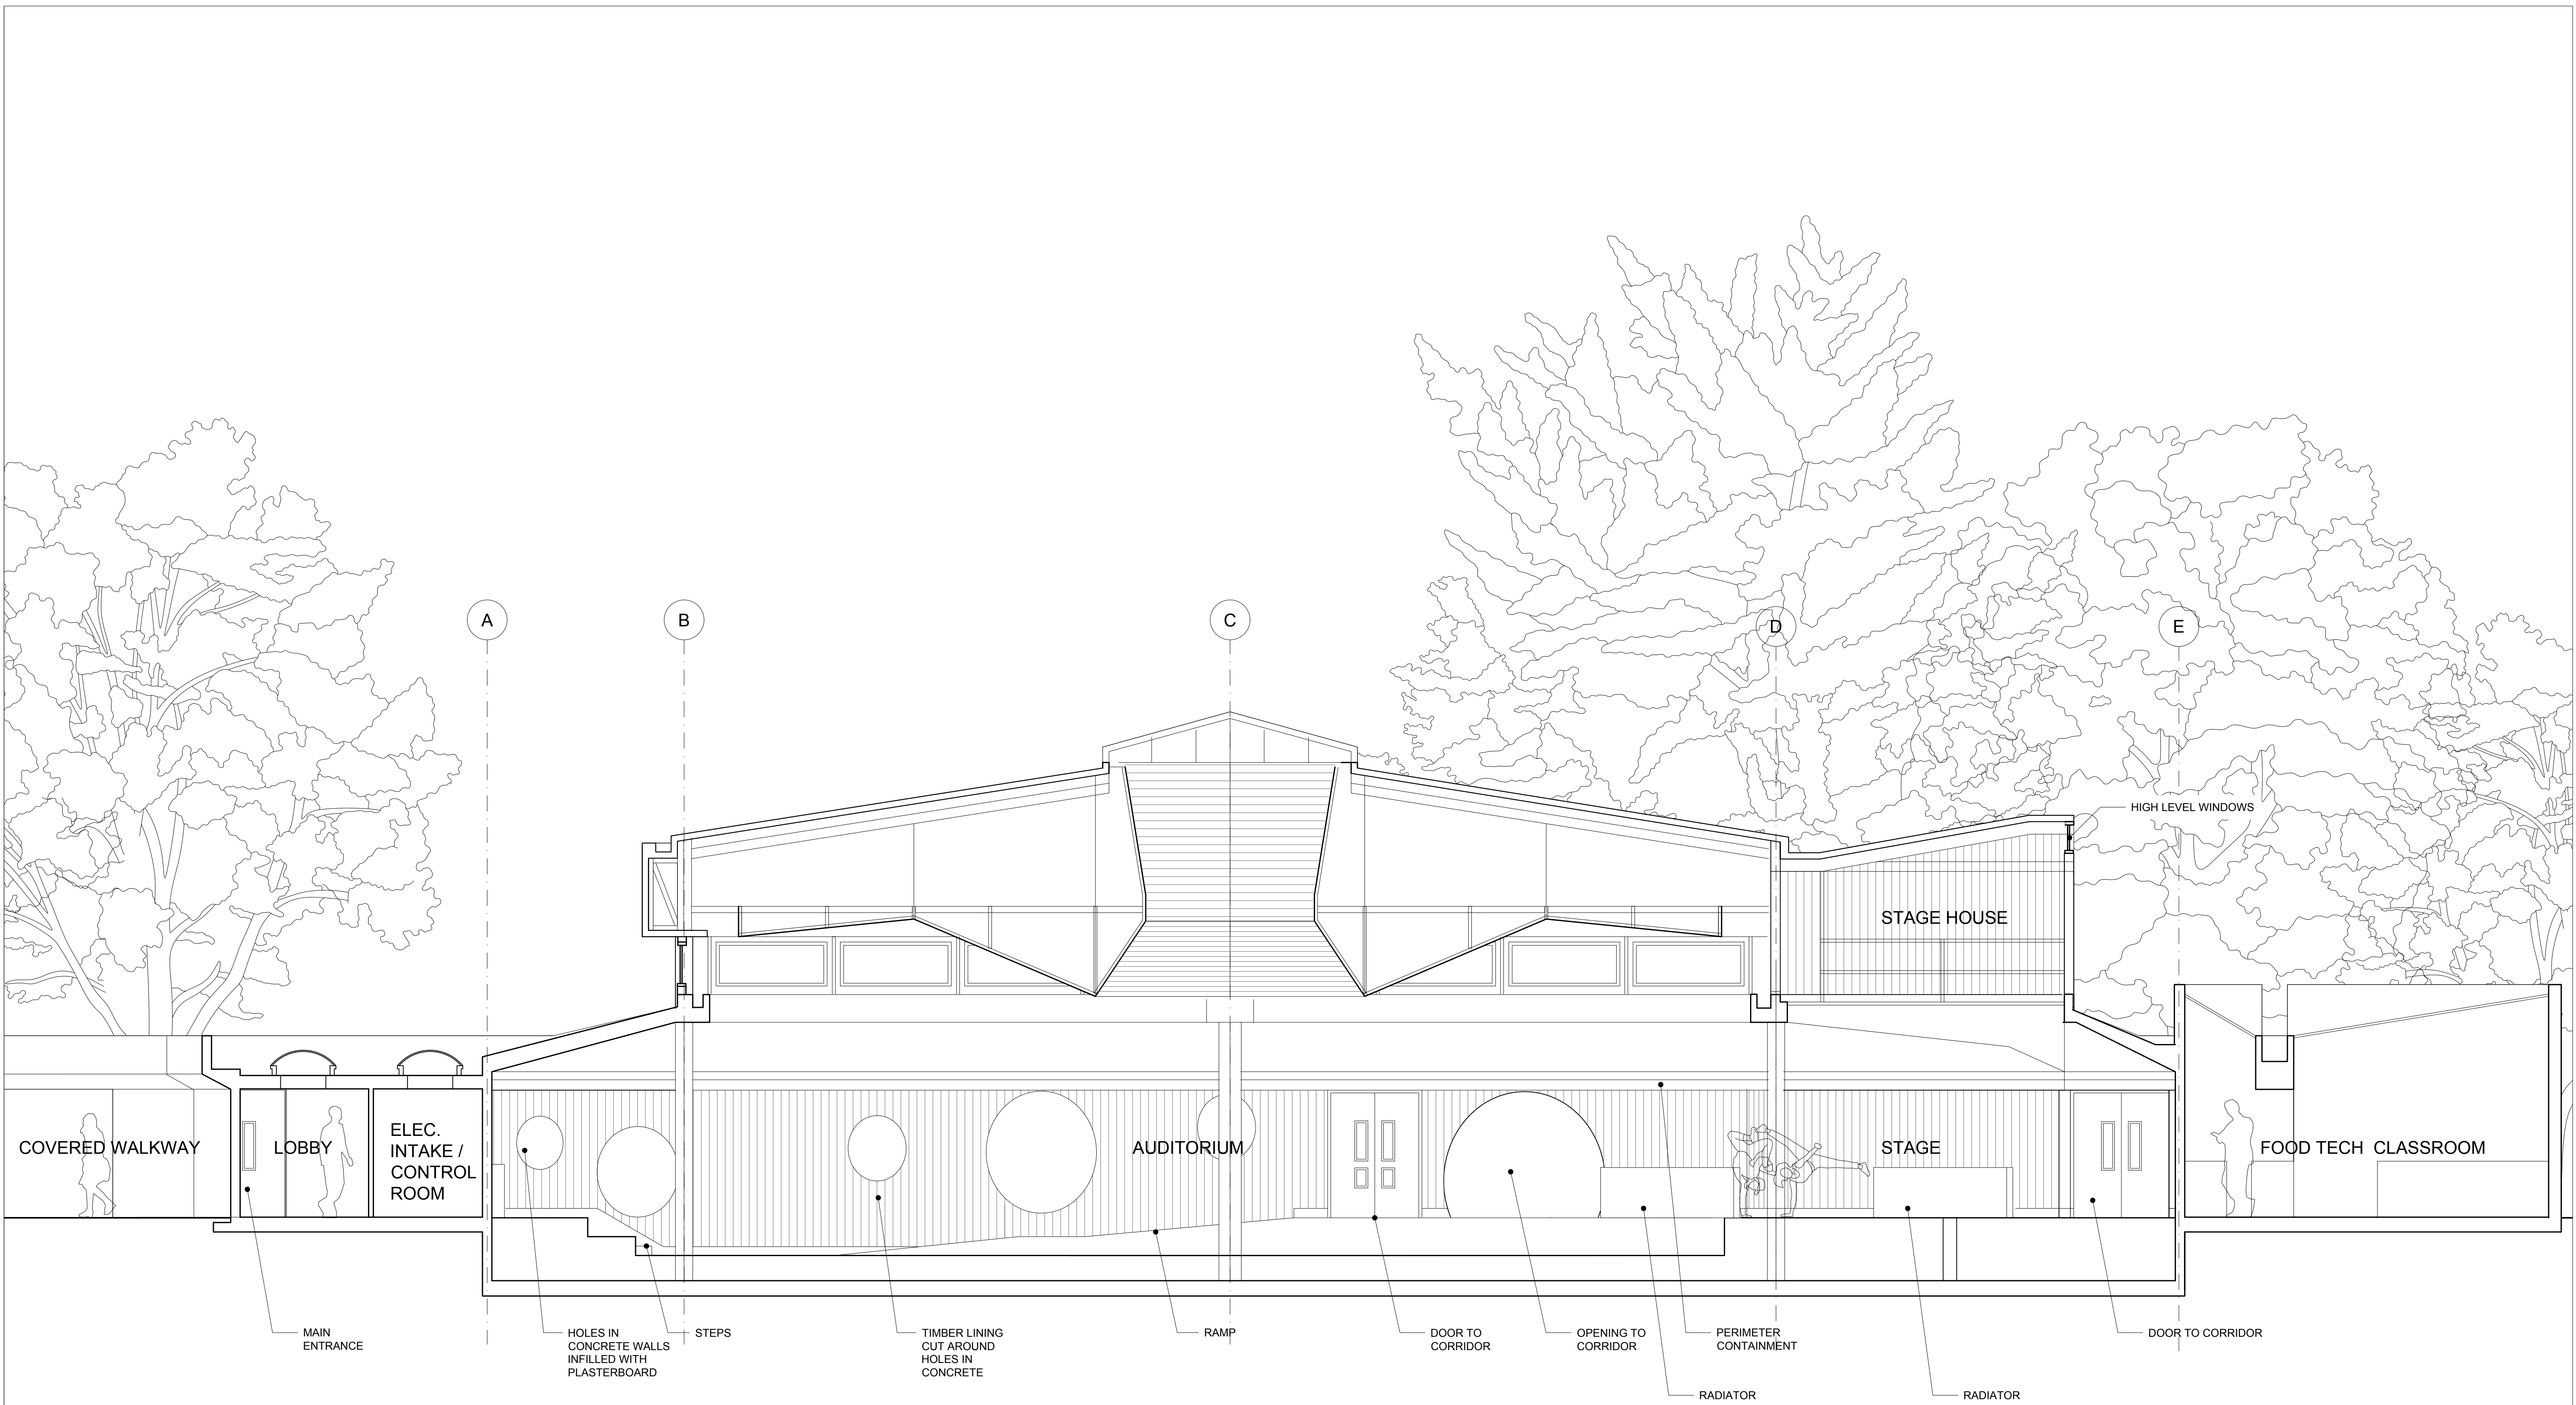 A
B
C
D
E
HIGH LEVEL WINDOWS
STAGE HOUSE
COVERED WALKWAY
LOBBY
ELEC.
INTAKE /
CONTROL
ROOM
AUDITORIUM
STAGE
FOOD TECH CLASSROOM
MAIN
ENTRANCE
HOLES IN
CONCRETE WALLS
INFILLED WITH
PLASTERBOARD
STEPS
TIMBER LINING
CUT AROUND
HOLES IN
CONCRETE
RAMP
DOOR TO
CORRIDOR
OPENING TO
CORRIDOR
PERIMETER
CONTAINMENT
DOOR TO CORRIDOR
RADIATOR
RADIATOR